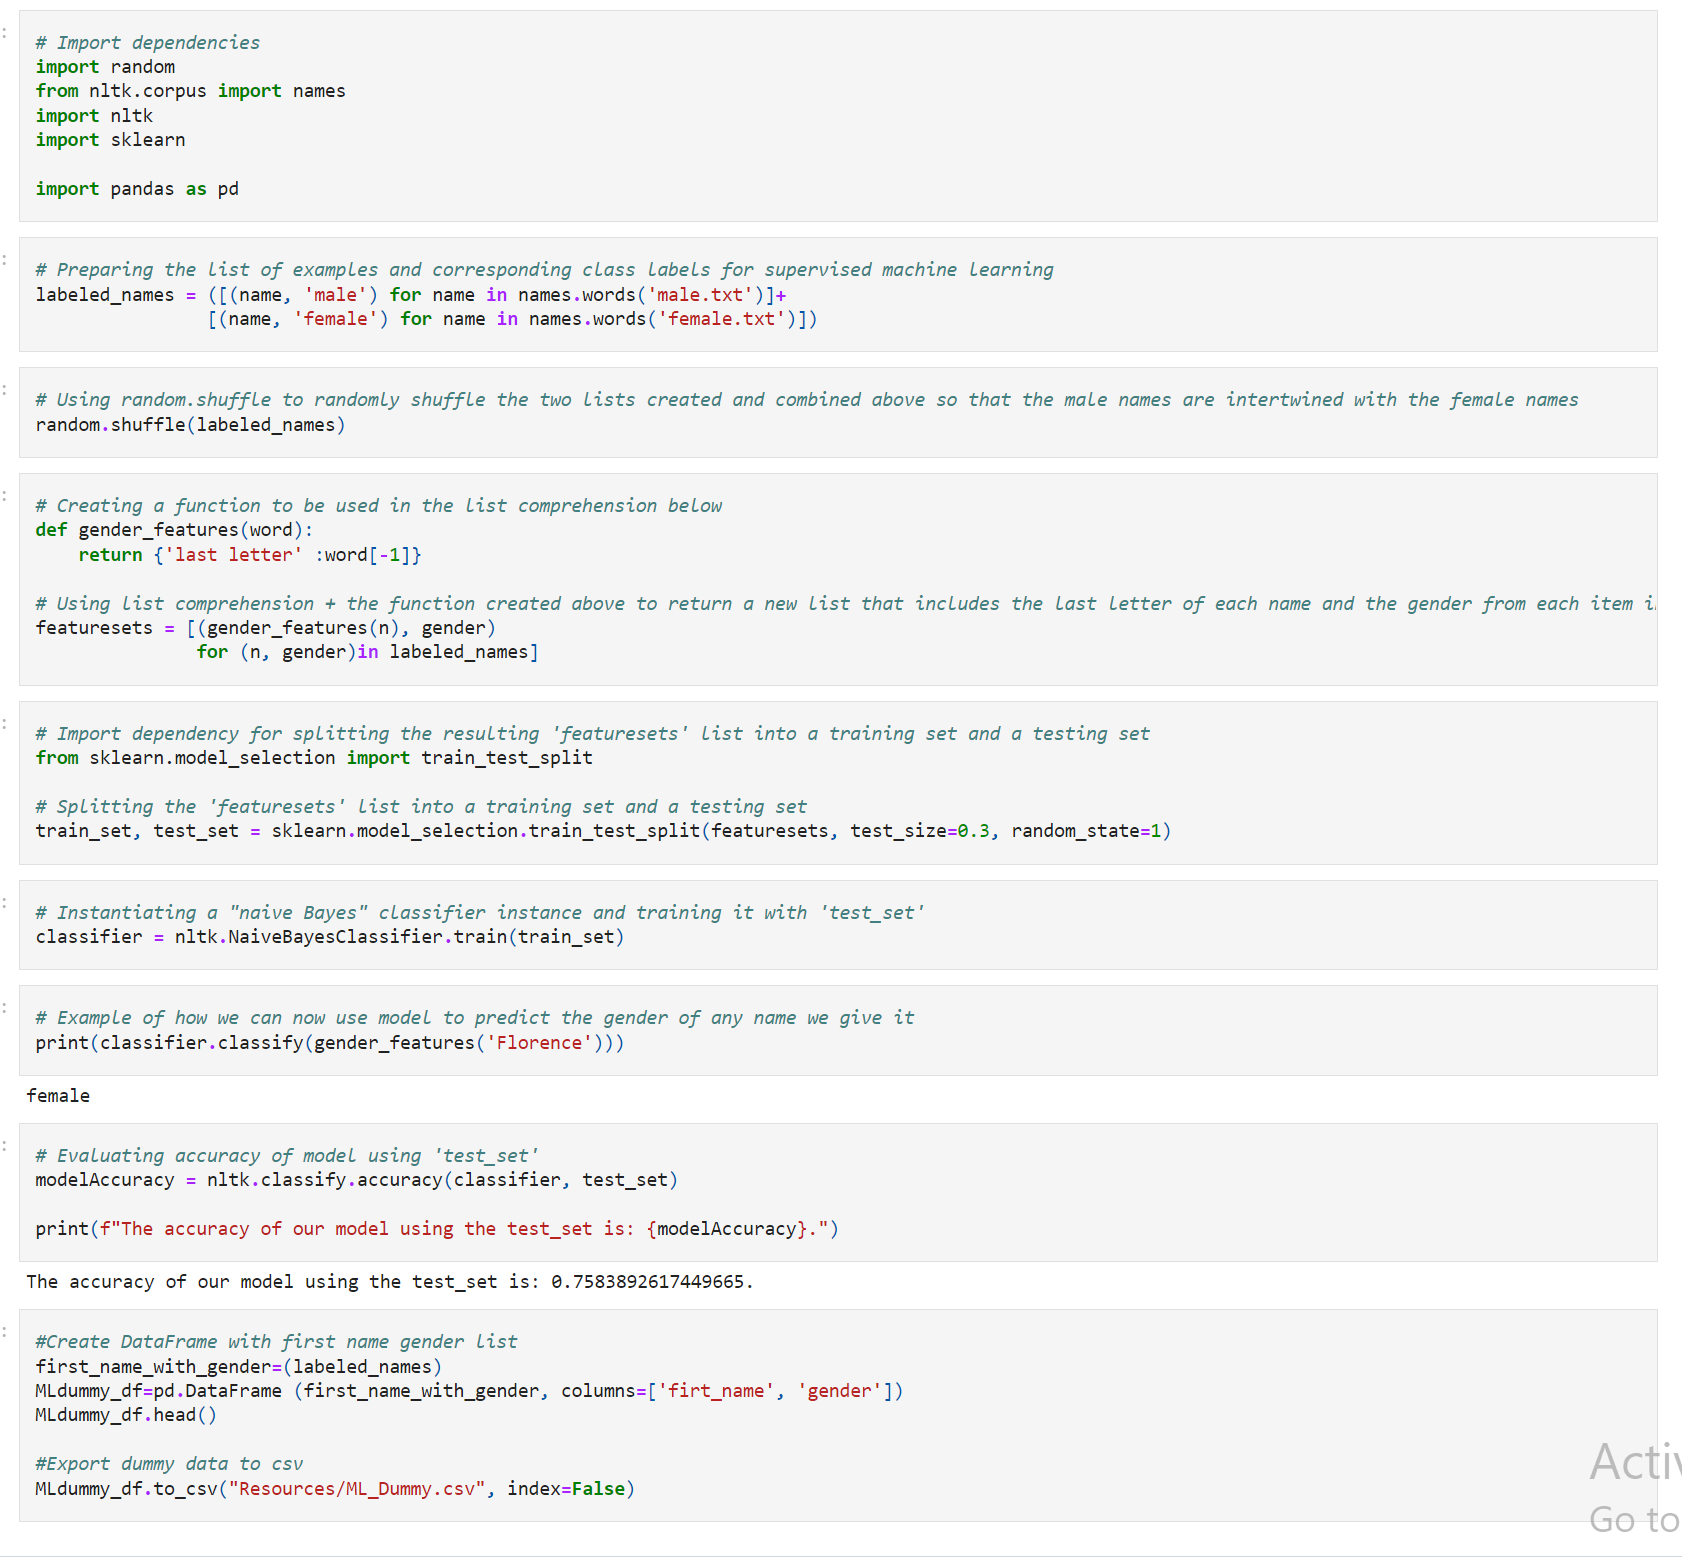 # Import dependencies
import random
from nltk.corpus import names
import nltk
import sklearn
import pandas as pd
# Preparing the list of examples and corresponding class labels for supervised machine learning
labeled_names = ([(name, 'male') for name in names.words('male.txt')]+
[(name, 'female') for name in names.words('female.txt')])
# Using random.shuffle to randomly shuffle the two lists created and combined above so that the male names are intertwined with the female names
random.shuffle(labeled_names)
# Creating a function to be used in the list comprehension below
def gender_features(word):
return {'last letter' :word[-1]}
# Using list comprehension + the function created above to return a new list that includes the last letter of each name and the gender from each item
featuresets = [(gender_features(n), gender)
for (n, gender)in labeled_names]
# Import dependency for splitting the resulting 'featuresets' list into a training set and a testing set
from sklearn.model_selection import train_test_split
# Splitting the 'featuresets' list into a training set and a testing set
train_set, test_set = sklearn.model_selection.train_test_split(featuresets, test_size=0.3, random_state=1)
# Instantiating a "naive Bayes" classifier instance and training it with 'test_set'
classifier = nltk.NaiveBayesClassifier.train(train_set)
# Example of how we can now use model to predict the gender of any name we give it
print(classifier.classify(gender_features('Florence')))
female
# Evaluating accuracy of model using 'test_set'
modelAccuracy = nltk.classify.accuracy(classifier, test_set)
print(f"The accuracy of our model using the test_set is: {modelAccuracy}.")
The accuracy of our model using the test_set is: 0.7583892617449665.
#Create DataFrame with first name gender list
first_name_with_gender=(labeled_names)
MLdummy_df=pd.DataFrame (first_name_with_gender, columns=['firt_name', 'gender'])
MLdummy_df.head()
#Export dummy data to csv
MLdummy_df.to_csv("Resources/ML_Dummy.csv", index=False)
Go to